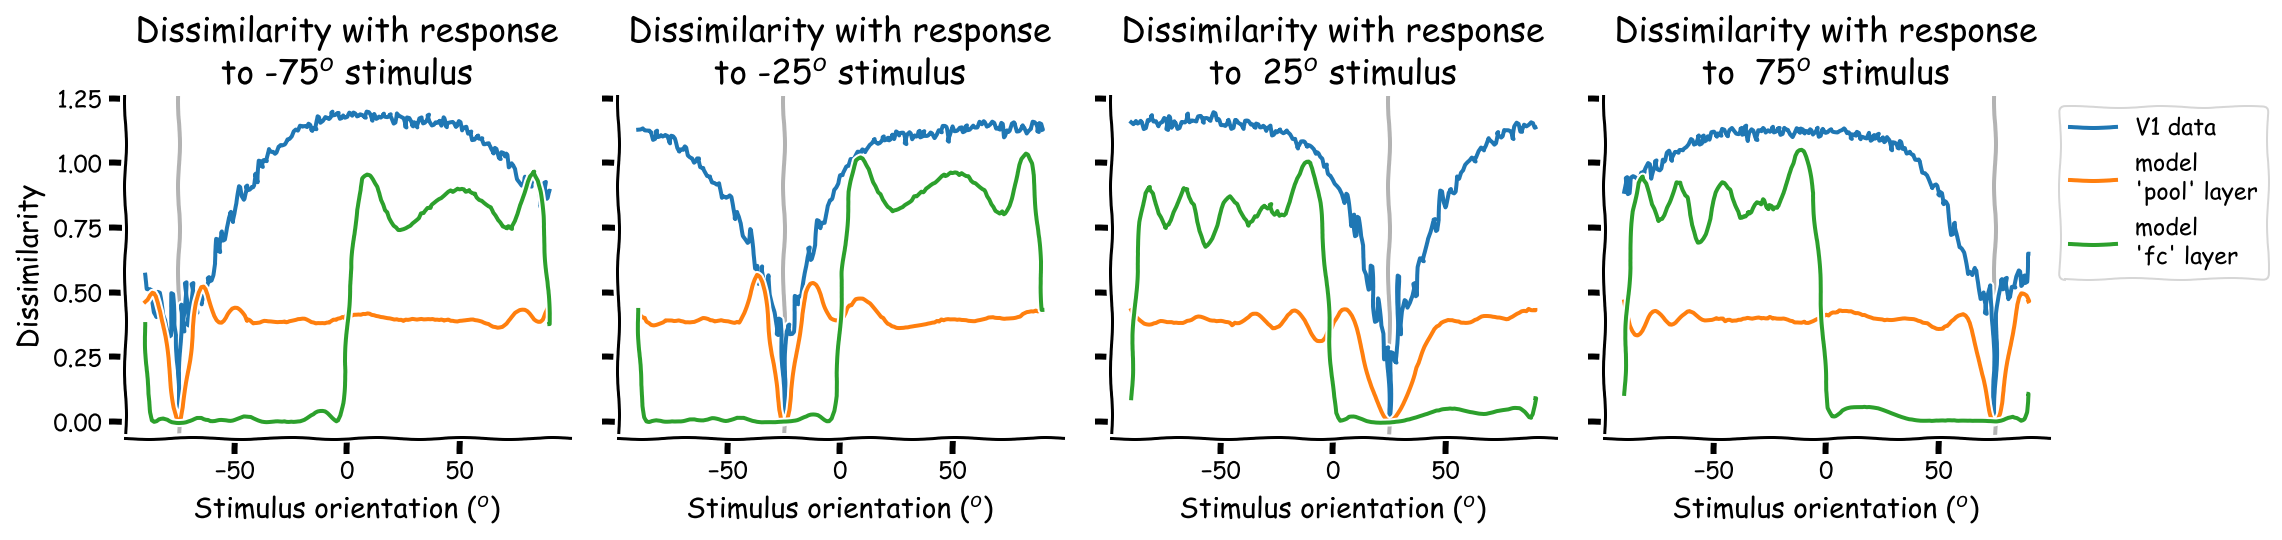 Dissimilarity with response
to -75° stimulus
Dissimilarity with response
to -25° stimulus
Dissimilarity with response
to 25° stimulus
Dissimilarity with response
to 75° stimulus
1.25
1.00
0.75
0.50
0.25
0.00
Dissimilarity
-50 0 50
-50 0 50
-50 0 50
-50 0 50
Stimulus orientation (°)
Stimulus orientation (°)
Stimulus orientation (°)
Stimulus orientation (°)
V1 data
model
'pool' layer
model
'fc' layer